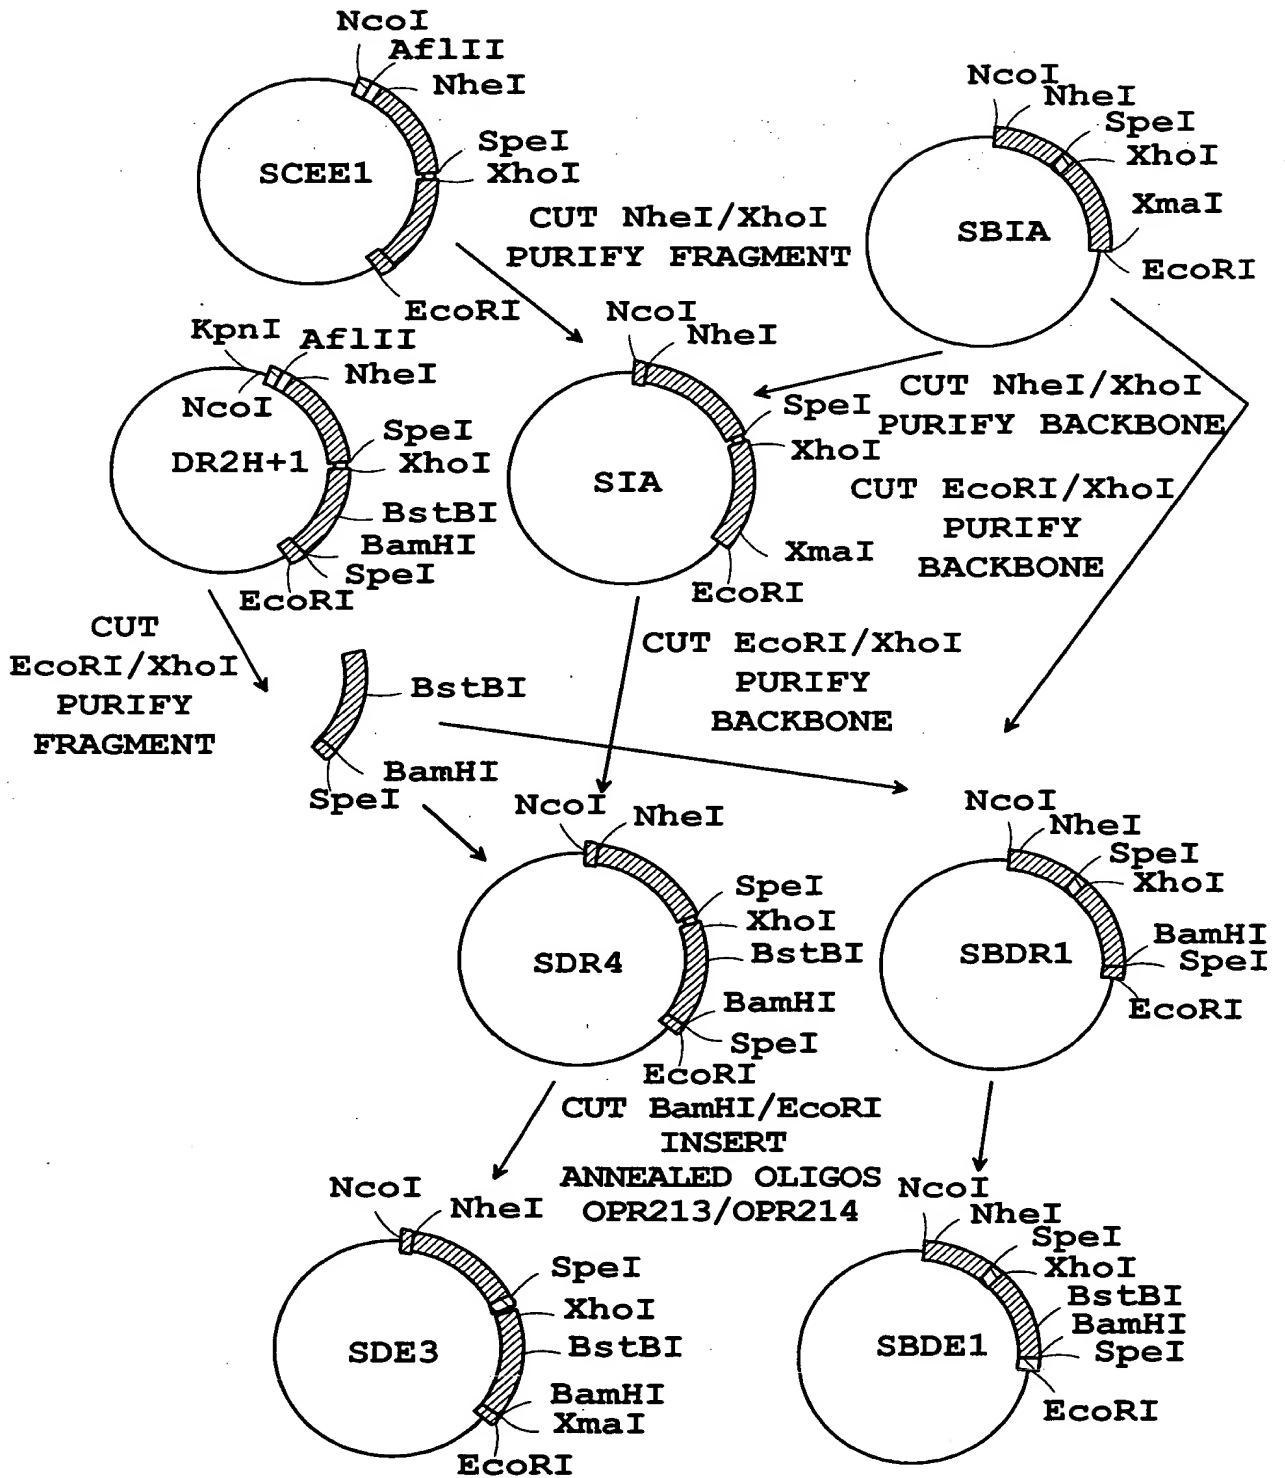 NcoI
AflII
NheI
SpeI
XhoI
SCEE1
EcoRI
NcoI
NheI
SpeI
XhoI
XmaI
SBIA
EcoRI
CUT NheI/XhoI
PURIFY FRAGMENT
KpnI
AflII
NheI
NcoI
SpeI
XhoI
DR2H+1
BstBI
BamHI
SpeI
EcoRI
NcoI
NheI
SpeI
XhoI
SIA
XmaI
EcoRI
CUT NheI/XhoI
PURIFY BACKBONE
CUT EcoRI/XhoI
PURIFY
BACKBONE
CUT
EcoRI/XhoI
PURIFY
FRAGMENT
BstBI
BamHI
SpeI
CUT EcoRI/XhoI
PURIFY
BACKBONE
NcoI
NheI
SpeI
XhoI
BstBI
SDR4
BamHI
SpeI
EcoRI
NcoI
NheI
SpeI
XhoI
BamHI
SBDR1
SpeI
EcoRI
CUT BamHI/EcoRI
INSERT
ANNEALED OLIGOS
OPR213/OPR214
NcoI
NheI
SpeI
XhoI
BstBI
SDE3
BamHI
XmaI
EcoRI
NcoI
NheI
SpeI
XhoI
BstBI
BamHI
SBDE1
SpeI
EcoRI